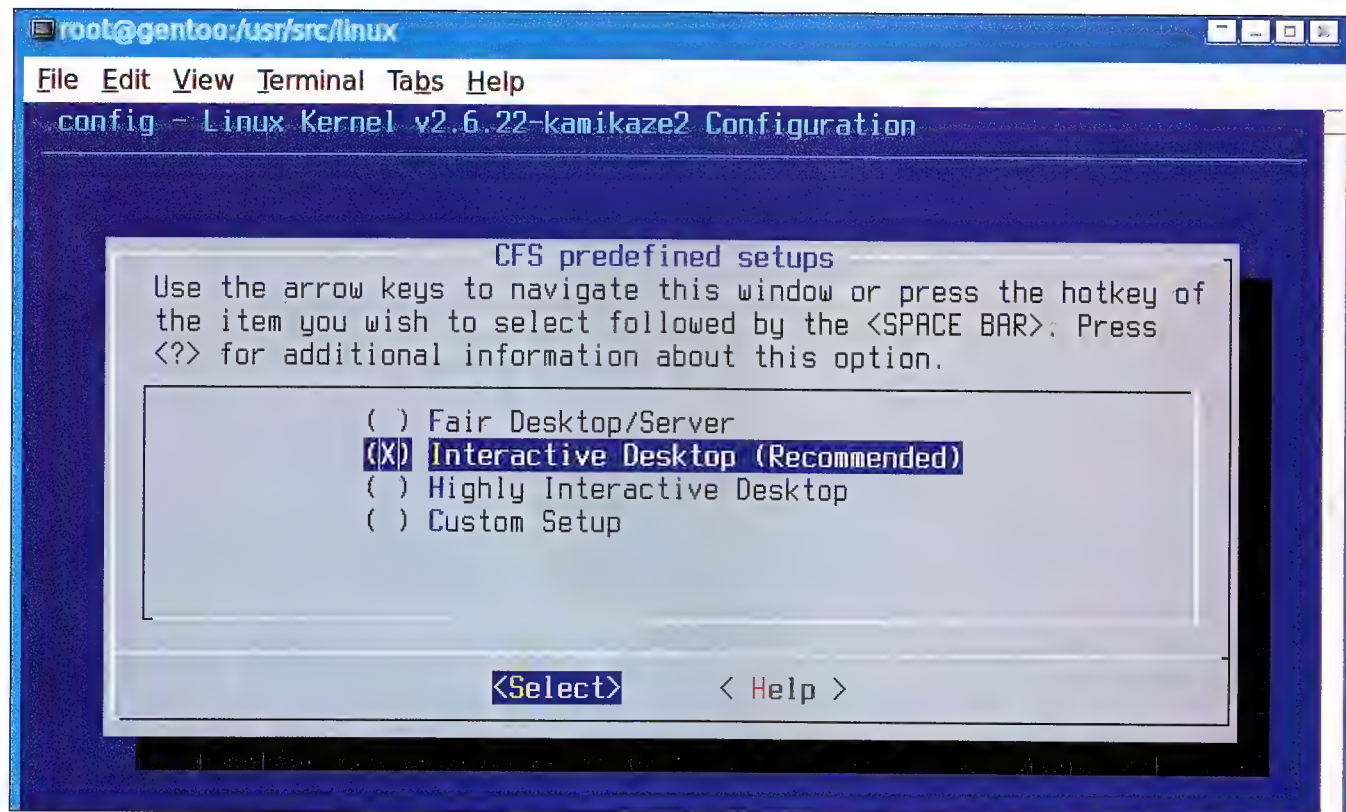 root@gentoo:/usr/src/linux
File Edit View Terminal Tabs Help
config - Linux Kernel v2.6.22-kamikaze2 Configuration
CFS predefined setups
Use the arrow keys to navigate this window or press the hotkey of
the item you wish to select followed by the <SPACE BAR>. Press
<?> for additional information about this option.
( ) Fair Desktop/Server
(X) Interactive Desktop (Recommended)
( ) Highly Interactive Desktop
( ) Custom Setup
<Select> < Help >